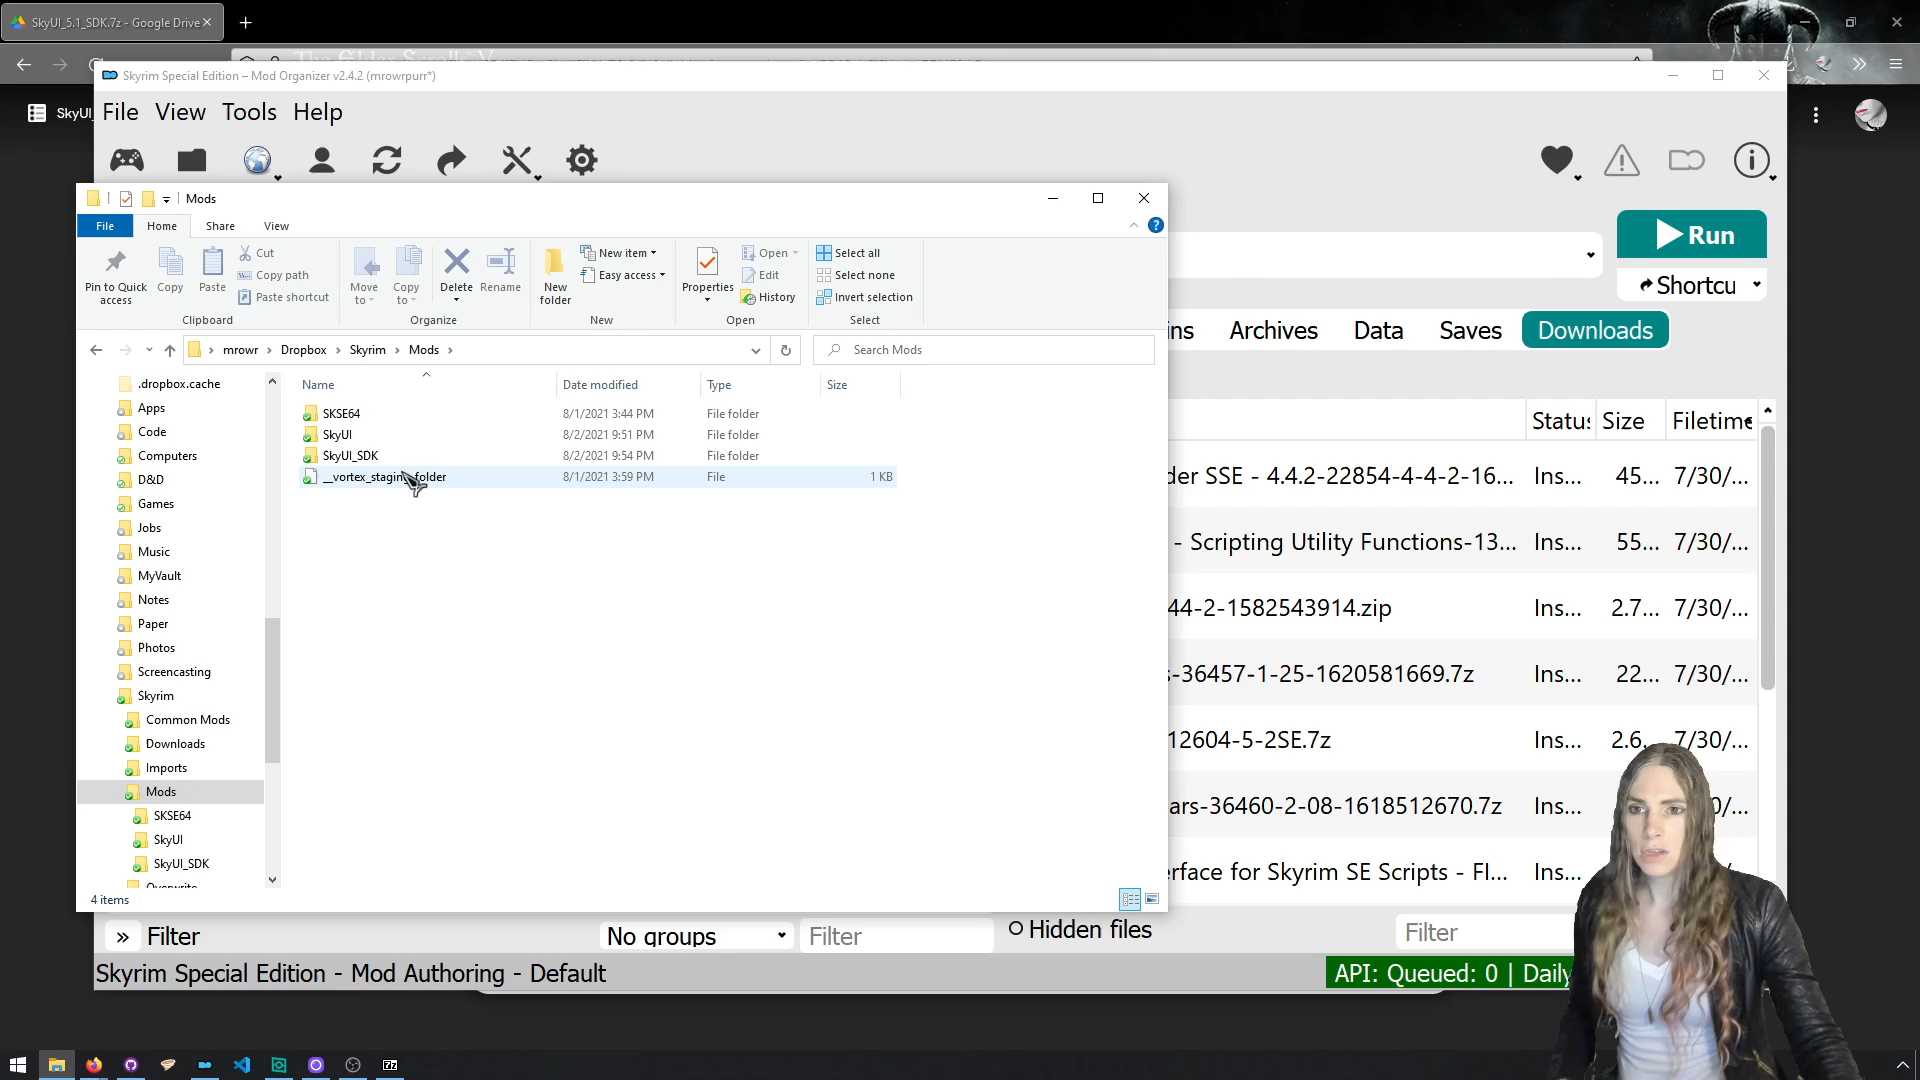 SkyUI_5.1_SDK.7z - Google Drive
Skyrim Special Edition – Mod Organizer v2.4.2 (mrowrpurr*)
SkyUI_
File View Tools Help
Mods
File Home Share View
Pin to Quick access
Copy
Paste
Cut
Copy path
Paste shortcut
Clipboard
Move to
Copy to
Delete
Rename
Organize
New folder
New item
Easy access
New
Properties
Open
Edit
History
Open
Select all
Select none
Invert selection
Select
Run
Shortcu
mrowr > Dropbox > Skyrim > Mods >
Search Mods
ins Archives Data Saves Downloads
.dropbox.cache
Apps
Code
Computers
D&D
Games
Jobs
Music
MyVault
Notes
Paper
Photos
Screencasting
Skyrim
Common Mods
Downloads
Imports
Mods
SKSE64
SkyUI
SkyUI_SDK
Overwrite
Name Date modified Type Size
SKSE64 8/1/2021 3:44 PM File folder
SkyUI 8/2/2021 9:51 PM File folder
SkyUI_SDK 8/2/2021 9:54 PM File folder
__vortex_staging_folder 8/1/2021 3:59 PM File 1 KB
4 items
Status Size Filetime
der SSE - 4.4.2-22854-4-4-2-16... Ins... 45... 7/30/...
- Scripting Utility Functions-13... Ins... 55... 7/30/...
44-2-1582543914.zip Ins... 2.7... 7/30/...
s-36457-1-25-1620581669.7z Ins... 22... 7/30/...
12604-5-2SE.7z Ins... 2.6... 7/30/...
ars-36460-2-08-1618512670.7z Ins...
erface for Skyrim SE Scripts - FI... Ins...
» Filter No groups Filter
Hidden files Filter
Skyrim Special Edition - Mod Authoring - Default
API: Queued: 0 | Daily
7z